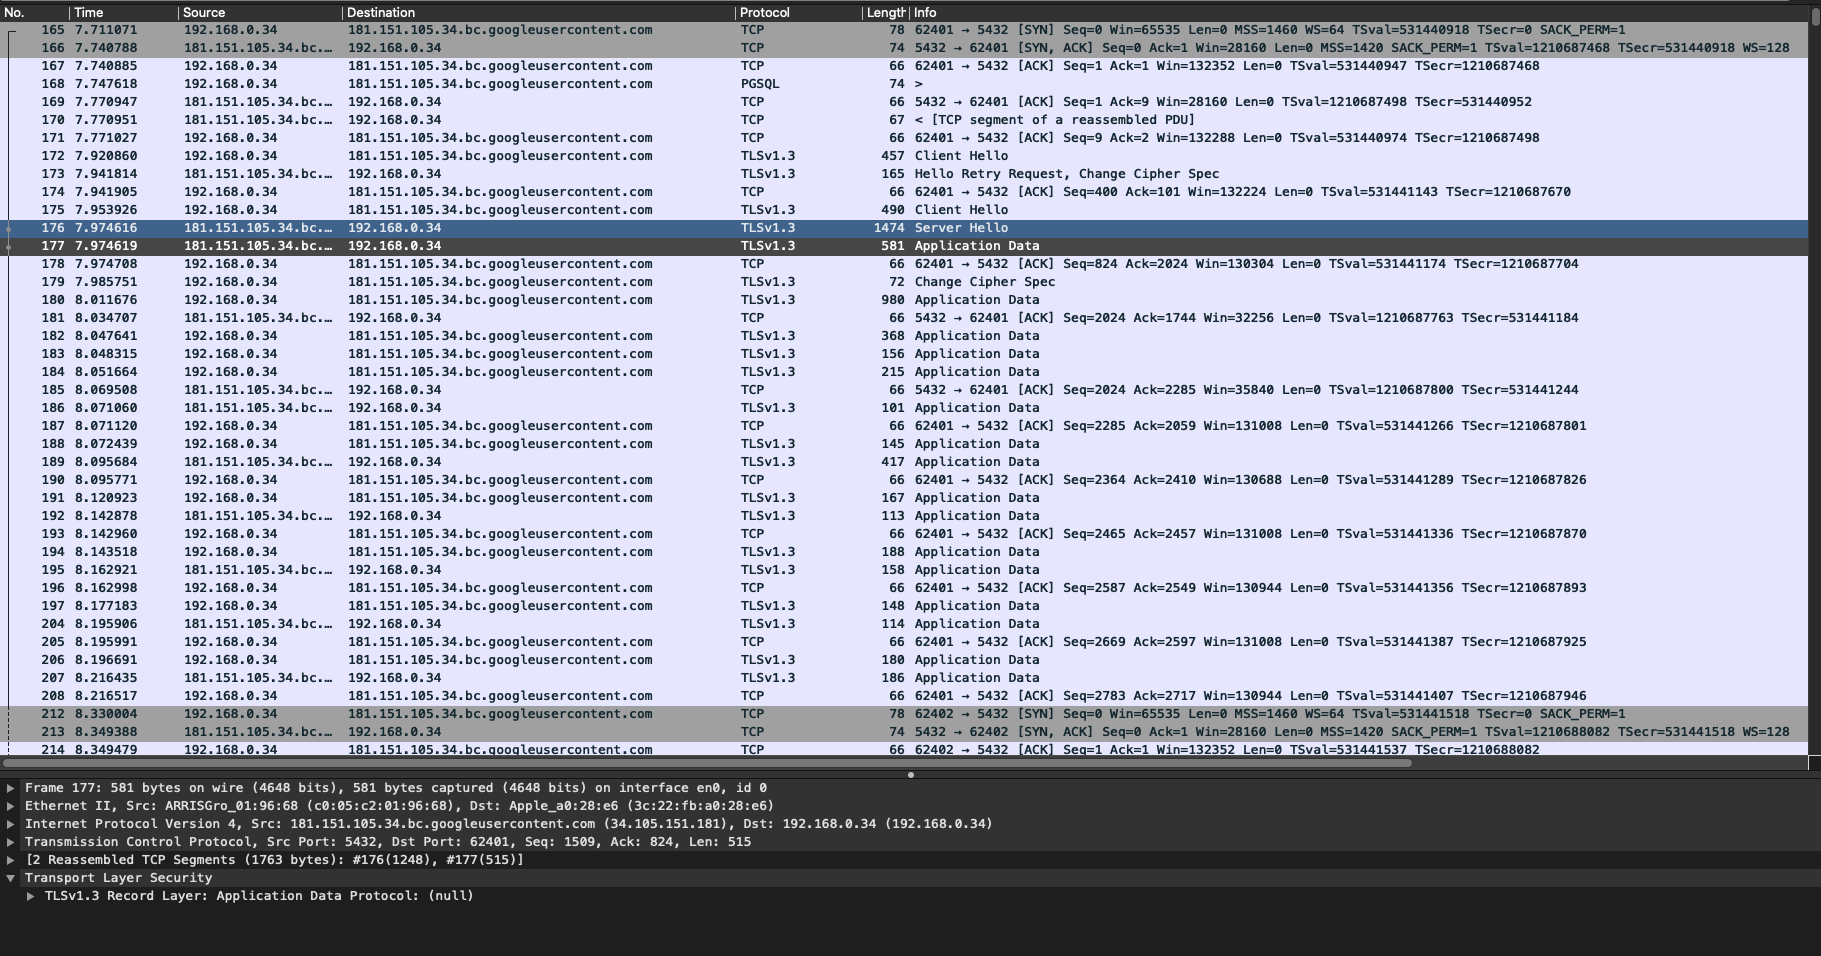 No. Time Source Destination Protocol Length Info
165 7.711071 192.168.0.34 181.151.105.34.bc.googleusercontent.com TCP 78 62401 → 5432 [SYN] Seq=0 Win=65535 Len=0 MSS=1460 WS=64 TSval=531440918 TSecr=0 SACK_PERM=1
166 7.740788 181.151.105.34.bc.… 192.168.0.34 TCP 74 5432 → 62401 [SYN, ACK] Seq=0 Ack=1 Win=28160 Len=0 MSS=1420 SACK_PERM=1 TSval=1210687468 TSecr=531440918 WS=128
167 7.740885 192.168.0.34 181.151.105.34.bc.googleusercontent.com TCP 66 62401 → 5432 [ACK] Seq=1 Ack=1 Win=132352 Len=0 TSval=531440947 TSecr=1210687468
168 7.747618 192.168.0.34 181.151.105.34.bc.googleusercontent.com PGSQL 74 >
169 7.770947 181.151.105.34.bc.… 192.168.0.34 TCP 66 5432 → 62401 [ACK] Seq=1 Ack=9 Win=28160 Len=0 TSval=1210687498 TSecr=531440952
170 7.770951 181.151.105.34.bc.… 192.168.0.34 TCP 67 < [TCP segment of a reassembled PDU]
171 7.771027 192.168.0.34 181.151.105.34.bc.googleusercontent.com TCP 66 62401 → 5432 [ACK] Seq=9 Ack=2 Win=132288 Len=0 TSval=531440974 TSecr=1210687498
172 7.920860 192.168.0.34 181.151.105.34.bc.googleusercontent.com TLSv1.3 457 Client Hello
173 7.941814 181.151.105.34.bc.… 192.168.0.34 TLSv1.3 165 Hello Retry Request, Change Cipher Spec
174 7.941905 192.168.0.34 181.151.105.34.bc.googleusercontent.com TCP 66 62401 → 5432 [ACK] Seq=400 Ack=101 Win=132224 Len=0 TSval=531441143 TSecr=1210687670
175 7.953926 192.168.0.34 181.151.105.34.bc.googleusercontent.com TLSv1.3 490 Client Hello
176 7.974616 181.151.105.34.bc.… 192.168.0.34 TLSv1.3 1474 Server Hello
177 7.974619 181.151.105.34.bc.… 192.168.0.34 TLSv1.3 581 Application Data
178 7.974708 192.168.0.34 181.151.105.34.bc.googleusercontent.com TCP 66 62401 → 5432 [ACK] Seq=824 Ack=2024 Win=130304 Len=0 TSval=531441174 TSecr=1210687704
179 7.985751 192.168.0.34 181.151.105.34.bc.googleusercontent.com TLSv1.3 72 Change Cipher Spec
180 8.011676 192.168.0.34 181.151.105.34.bc.googleusercontent.com TLSv1.3 980 Application Data
181 8.034707 181.151.105.34.bc.… 192.168.0.34 TCP 66 5432 → 62401 [ACK] Seq=2024 Ack=1744 Win=32256 Len=0 TSval=1210687763 TSecr=531441184
182 8.047641 192.168.0.34 181.151.105.34.bc.googleusercontent.com TLSv1.3 368 Application Data
183 8.048315 192.168.0.34 181.151.105.34.bc.googleusercontent.com TLSv1.3 156 Application Data
184 8.051664 192.168.0.34 181.151.105.34.bc.googleusercontent.com TLSv1.3 215 Application Data
185 8.069508 181.151.105.34.bc.… 192.168.0.34 TCP 66 5432 → 62401 [ACK] Seq=2024 Ack=2285 Win=35840 Len=0 TSval=1210687800 TSecr=531441244
186 8.071060 181.151.105.34.bc.… 192.168.0.34 TLSv1.3 101 Application Data
187 8.071120 192.168.0.34 181.151.105.34.bc.googleusercontent.com TCP 66 62401 → 5432 [ACK] Seq=2285 Ack=2059 Win=131008 Len=0 TSval=531441266 TSecr=1210687801
188 8.072439 192.168.0.34 181.151.105.34.bc.googleusercontent.com TLSv1.3 145 Application Data
189 8.095684 181.151.105.34.bc.… 192.168.0.34 TLSv1.3 417 Application Data
190 8.095771 192.168.0.34 181.151.105.34.bc.googleusercontent.com TCP 66 62401 → 5432 [ACK] Seq=2364 Ack=2410 Win=130688 Len=0 TSval=531441289 TSecr=1210687826
191 8.120923 192.168.0.34 181.151.105.34.bc.googleusercontent.com TLSv1.3 167 Application Data
192 8.142878 181.151.105.34.bc.… 192.168.0.34 TLSv1.3 113 Application Data
193 8.142960 192.168.0.34 181.151.105.34.bc.googleusercontent.com TCP 66 62401 → 5432 [ACK] Seq=2465 Ack=2457 Win=131008 Len=0 TSval=531441336 TSecr=1210687870
194 8.143518 192.168.0.34 181.151.105.34.bc.googleusercontent.com TLSv1.3 188 Application Data
195 8.162921 181.151.105.34.bc.… 192.168.0.34 TLSv1.3 158 Application Data
196 8.162998 192.168.0.34 181.151.105.34.bc.googleusercontent.com TCP 66 62401 → 5432 [ACK] Seq=2587 Ack=2549 Win=130944 Len=0 TSval=531441356 TSecr=1210687893
197 8.177183 192.168.0.34 181.151.105.34.bc.googleusercontent.com TLSv1.3 148 Application Data
204 8.195906 181.151.105.34.bc.… 192.168.0.34 TLSv1.3 114 Application Data
205 8.195991 192.168.0.34 181.151.105.34.bc.googleusercontent.com TCP 66 62401 → 5432 [ACK] Seq=2669 Ack=2597 Win=131008 Len=0 TSval=531441387 TSecr=1210687925
206 8.196691 192.168.0.34 181.151.105.34.bc.googleusercontent.com TLSv1.3 180 Application Data
207 8.216435 181.151.105.34.bc.… 192.168.0.34 TLSv1.3 186 Application Data
208 8.216517 192.168.0.34 181.151.105.34.bc.googleusercontent.com TCP 66 62401 → 5432 [ACK] Seq=2783 Ack=2717 Win=130944 Len=0 TSval=531441407 TSecr=1210687946
212 8.330004 192.168.0.34 181.151.105.34.bc.googleusercontent.com TCP 78 62402 → 5432 [SYN] Seq=0 Win=65535 Len=0 MSS=1460 WS=64 TSval=531441518 TSecr=0 SACK_PERM=1
213 8.349388 181.151.105.34.bc.… 192.168.0.34 TCP 74 5432 → 62402 [SYN, ACK] Seq=0 Ack=1 Win=28160 Len=0 MSS=1420 SACK_PERM=1 TSval=1210688082 TSecr=531441518 WS=128
214 8.349479 192.168.0.34 181.151.105.34.bc.googleusercontent.com TCP 66 62402 → 5432 [ACK] Seq=1 Ack=1 Win=132352 Len=0 TSval=531441537 TSecr=1210688082
Frame 177: 581 bytes on wire (4648 bits), 581 bytes captured (4648 bits) on interface en0, id 0
Ethernet II, Src: ARRISGro_01:96:68 (c0:05:c2:01:96:68), Dst: Apple_a0:28:e6 (3c:22:fb:a0:28:e6)
Internet Protocol Version 4, Src: 181.151.105.34.bc.googleusercontent.com (34.105.151.181), Dst: 192.168.0.34 (192.168.0.34)
Transmission Control Protocol, Src Port: 5432, Dst Port: 62401, Seq: 1509, Ack: 824, Len: 515
[2 Reassembled TCP Segments (1763 bytes): #176(1248), #177(515)]
Transport Layer Security
TLSv1.3 Record Layer: Application Data Protocol: (null)